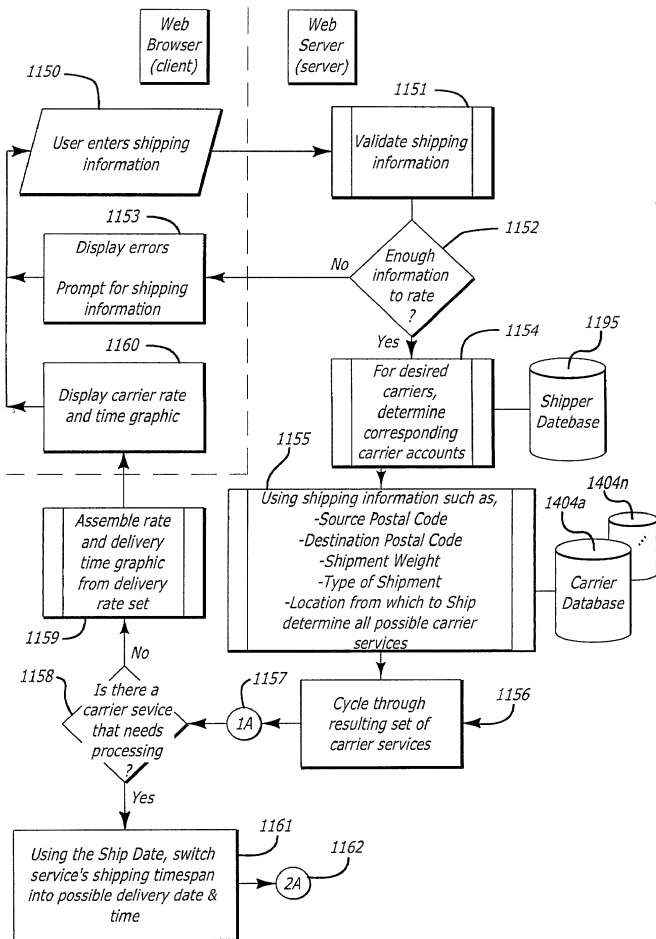 Web
Browser
(client)
Web
Server
(server)
1150
User enters shipping
information
1151
Validate shipping
information
1153
Display errors
Prompt for shipping
information
No
1152
Enough
information
to rate
?
Yes
1160
Display carrier rate
and time graphic
1154
For desired
carriers,
determine
corresponding
carrier accounts
1195
Shipper
Datebase
1155
Using shipping information such as,
-Source Postal Code
-Destination Postal Code
-Shipment Weight
-Type of Shipment
-Location from which to Ship
determine all possible carrier
services
1404a
1404n
...
Carrier
Database
Assemble rate
and delivery
time graphic
from delivery
rate set
1159
No
1158
Is there a
carrier sevice
that needs
processing
?
1157
1A
Cycle through
resulting set of
carrier services
1156
Yes
1161
Using the Ship Date, switch
service's shipping timespan
into possible delivery date &
time
1162
2A